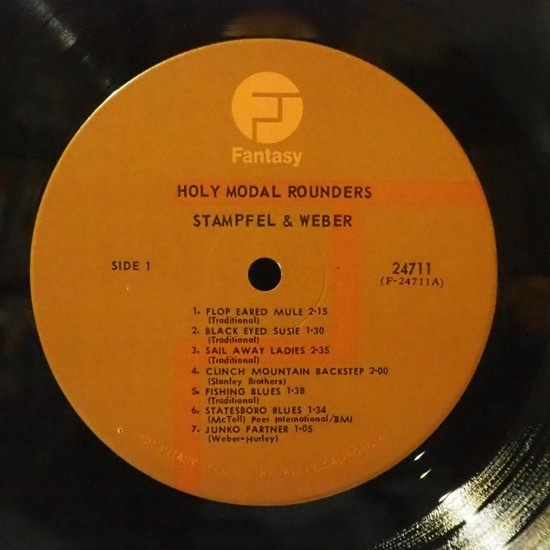 Fantasy
HOLY MODAL ROUNDERS
STAMPFEL & WEBER
SIDE 1
24711
(F-24711A)
1. FLOP EARED MULE 2·15
(Traditional)
2. BLACK EYED SUSIE 1·30
(Traditional)
3. SAIL AWAY LADIES 2·35
(Traditional)
4. CLINCH MOUNTAIN BACKSTEP 2·00
(Stanley Brothers)
5. FISHING BLUES 1·38
(Traditional)
6. STATESBORO BLUES 1·34
(McTell) Peer International/BMI
7. JUNKO PARTNER 1·05
(Weber-Hurley)